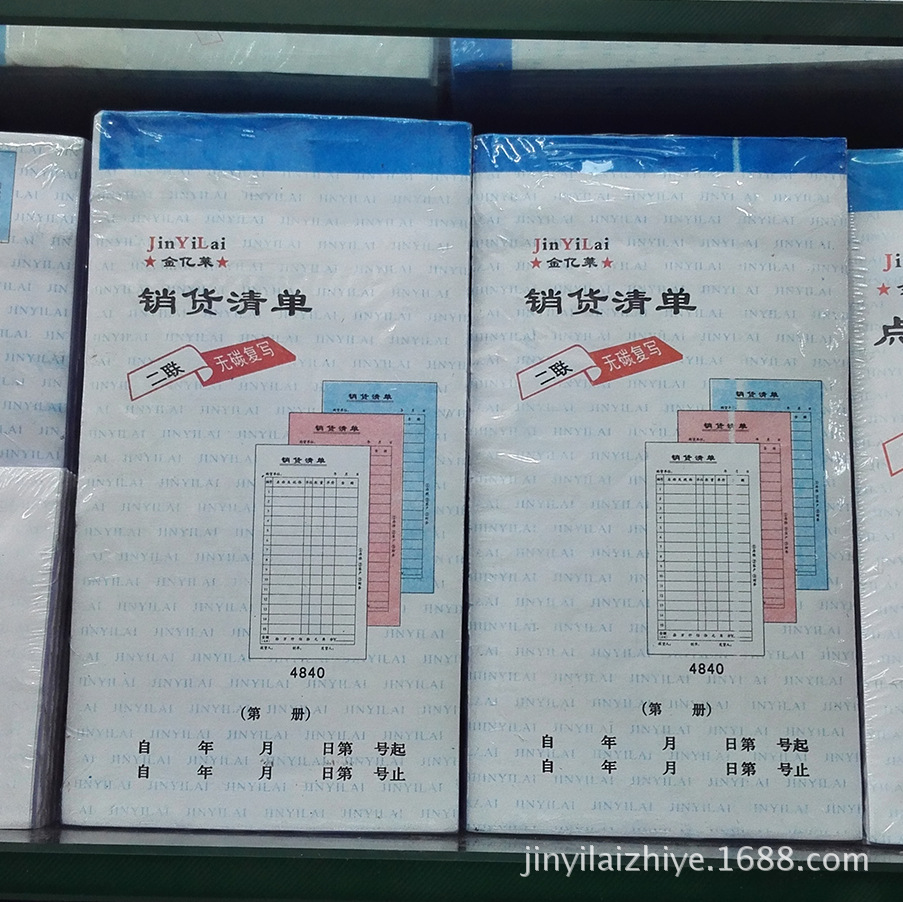 JinYiLai
★金亿莱★
销货清单
二联 无碳复写
销货清单
销货清单
销货清单
4840
(第 册)
自 年 月 日第 号起
自 年 月 日第 号止
JinYiLai
★金亿莱★
销货清单
二联 无碳复写
销货清单
销货清单
销货清单
4840
(第 册)
自 年 月 日第 号起
自 年 月 日第 号止
Ji
点
jinyilaizhiye.1688.com